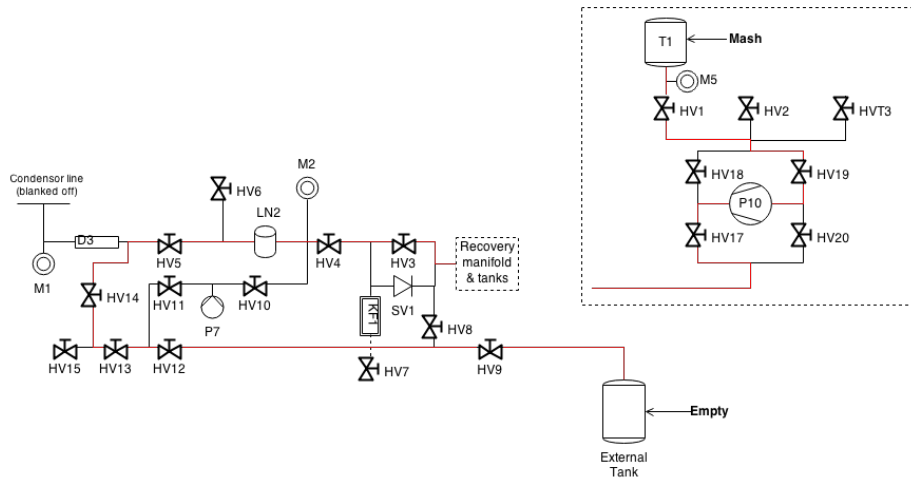 T1
Mash
M5
HV1
HV2
HVT3
M2
Condensor line
(blanked off)
HV6
HV18
HV19
LN2
P10
D3
HV17
HV20
HV5
HV4
HV3
Recovery
manifold
& tanks
M1
HV14
HV11
HV10
KF1
SV1
P7
HV8
HV15
HV13
HV12
HV7
HV9
Empty
External
Tank